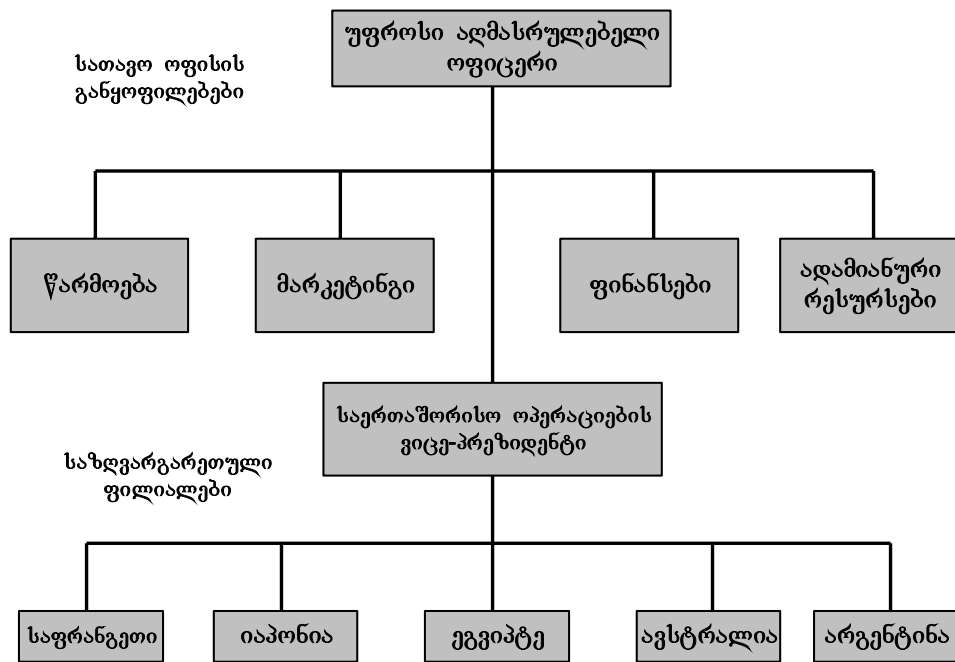 უფროსი აღმასრულებელი
ოფიცერი
სათავო ოფისის
განყოფილებები
წარმოება
მარკეტინგი
ფინანსები
ადამიანური
რესურსები
საერთაშორისო ოპერაციების
ვიცე-პრეზიდენტი
საზღვარგარეთული
ფილიალები
საფრანგეთი
იაპონია
ეგვიპტე
ავსტრალია
არგენტინა